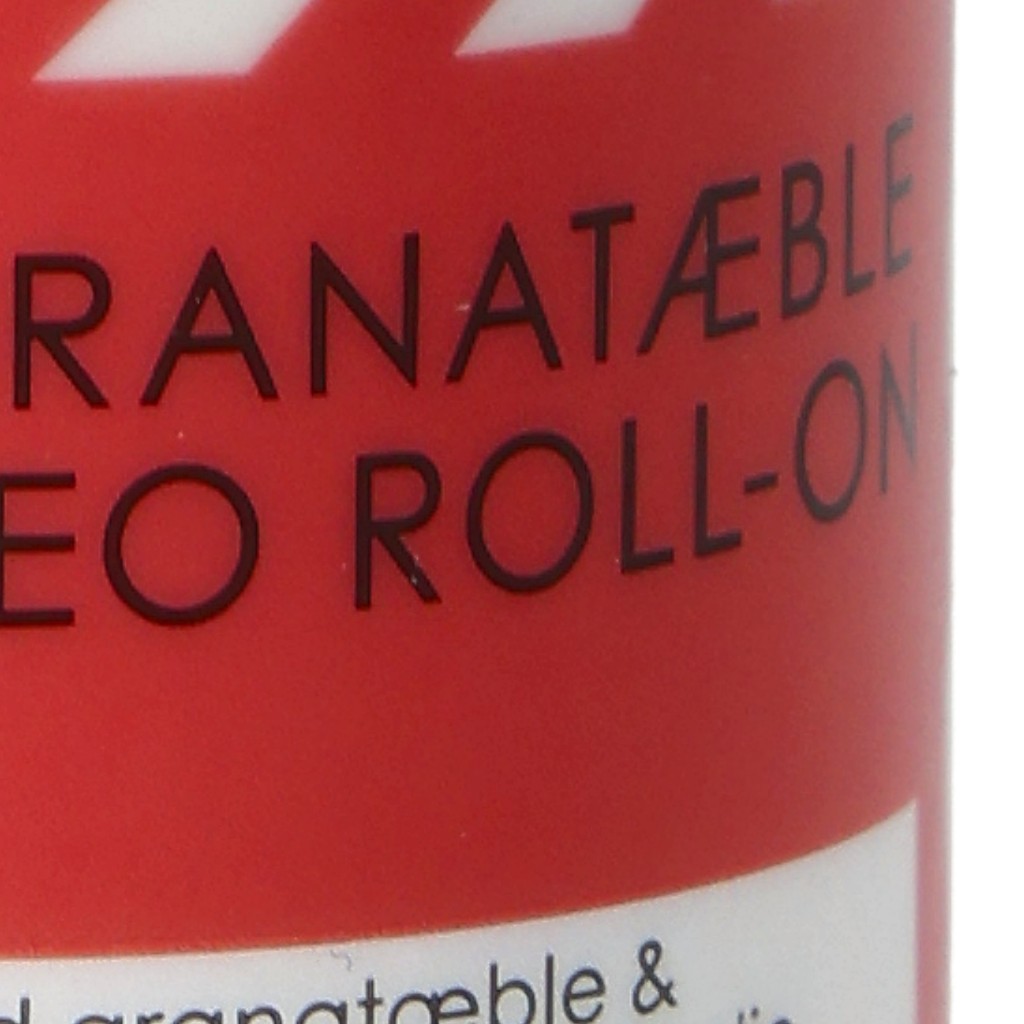 RANATÆBLE
EO ROLL-ON
d granatæble &